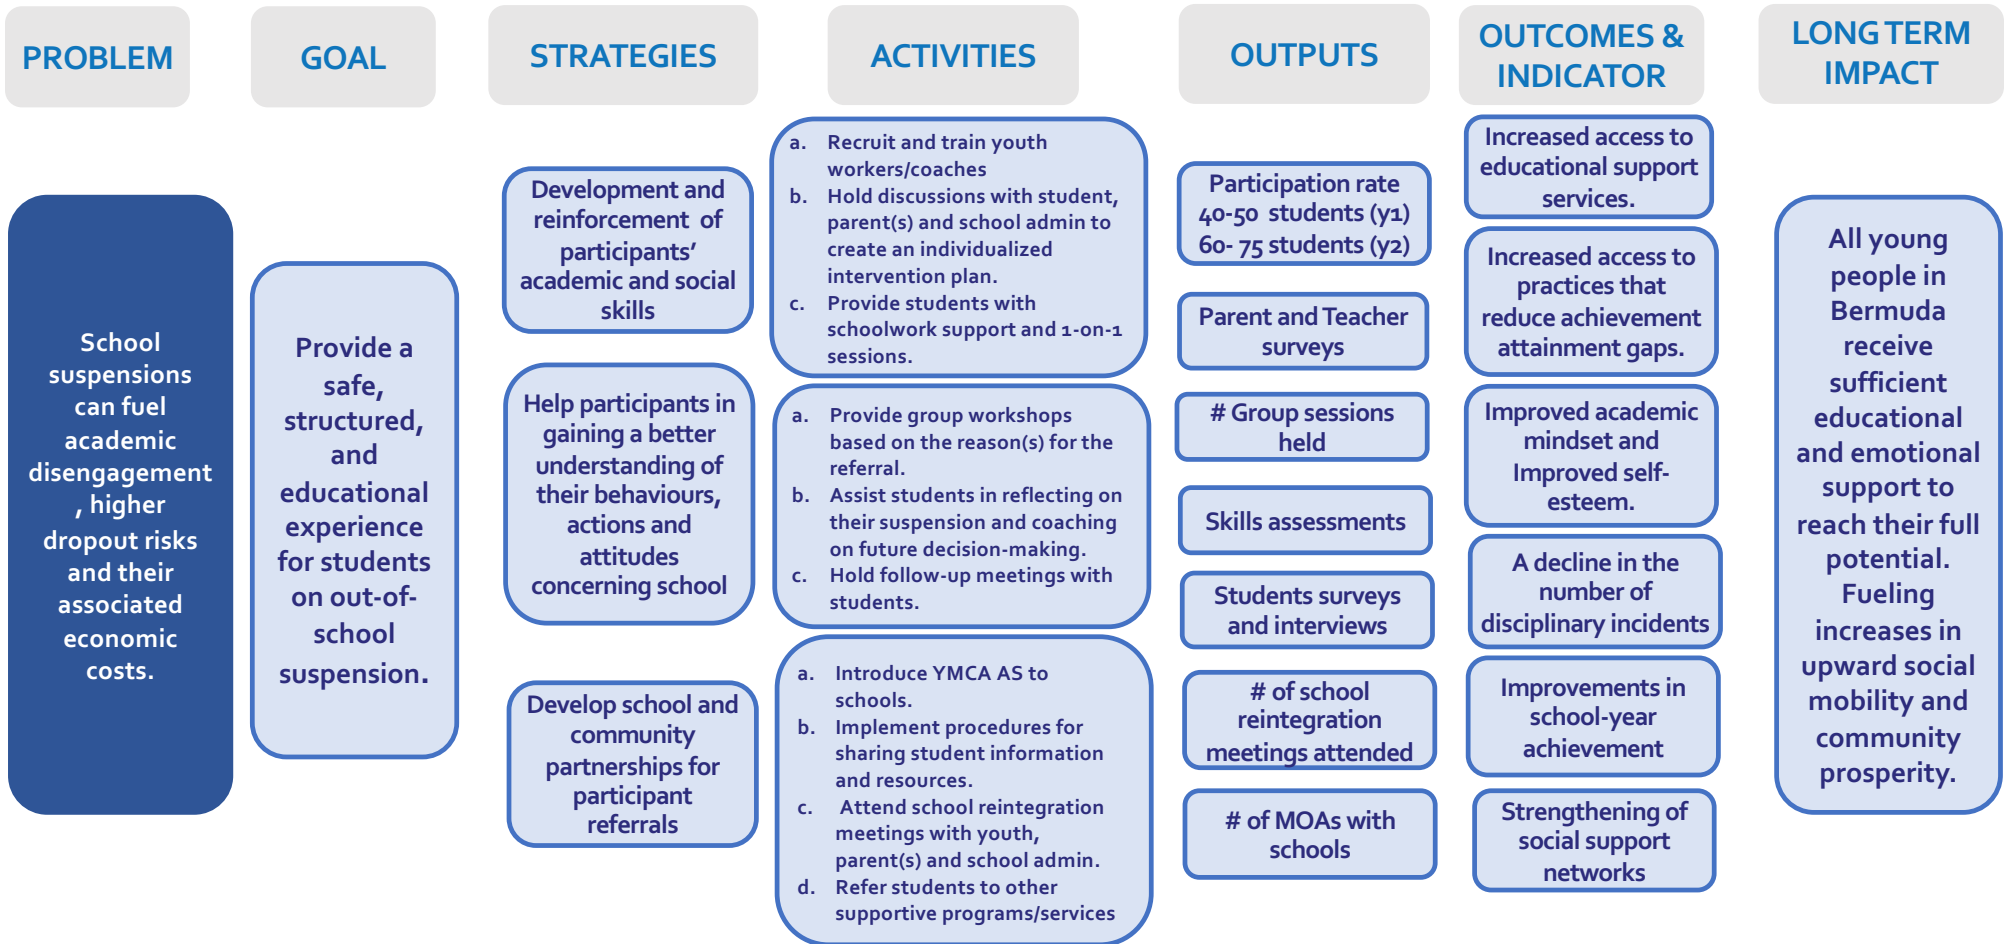 PROBLEM
GOAL
STRATEGIES
ACTIVITIES
OUTPUTS
OUTCOMES &
INDICATOR
LONG TERM
IMPACT
School
suspensions
can fuel
academic
disengagement
, higher
dropout risks
and their
associated
economic
costs.
Provide a
safe,
structured,
and
educational
experience
for students
on out-of-
school
suspension.
Development and
reinforcement of
participants'
academic and social
skills
Help participants in
gaining a better
understanding of
their behaviours,
actions and
attitudes
concerning school
Develop school and
community
partnerships for
participant
referrals
a. Recruit and train youth
workers/coaches
b. Hold discussions with student,
parent(s) and school admin to
create an individualized
intervention plan.
c. Provide students with
schoolwork support and 1-on-1
sessions.
a. Provide group workshops
based on the reason(s) for the
referral.
b. Assist students in reflecting on
their suspension and coaching
on future decision-making.
c. Hold follow-up meetings with
students.
a. Introduce YMCA AS to
schools.
b. Implement procedures for
sharing student information
and resources.
c. Attend school reintegration
meetings with youth,
parent(s) and school admin.
d. Refer students to other
supportive programs/services
Participation rate
40-50 students (y1)
60- 75 students (y2)
Parent and Teacher
surveys
# Group sessions
held
Skills assessments
Students surveys
and interviews
# of school
reintegration
meetings attended
# of MOAs with
schools
Increased access to
educational support
services.
Increased access to
practices that
reduce achievement
attainment gaps.
Improved academic
mindset and
Improved self-
esteem.
A decline in the
number of
disciplinary incidents
Improvements in
school-year
achievement
Strengthening of
social support
networks
All young
people in
Bermuda
receive
sufficient
educational
and emotional
support to
reach their full
potential.
Fueling
increases in
upward social
mobility and
community
prosperity.